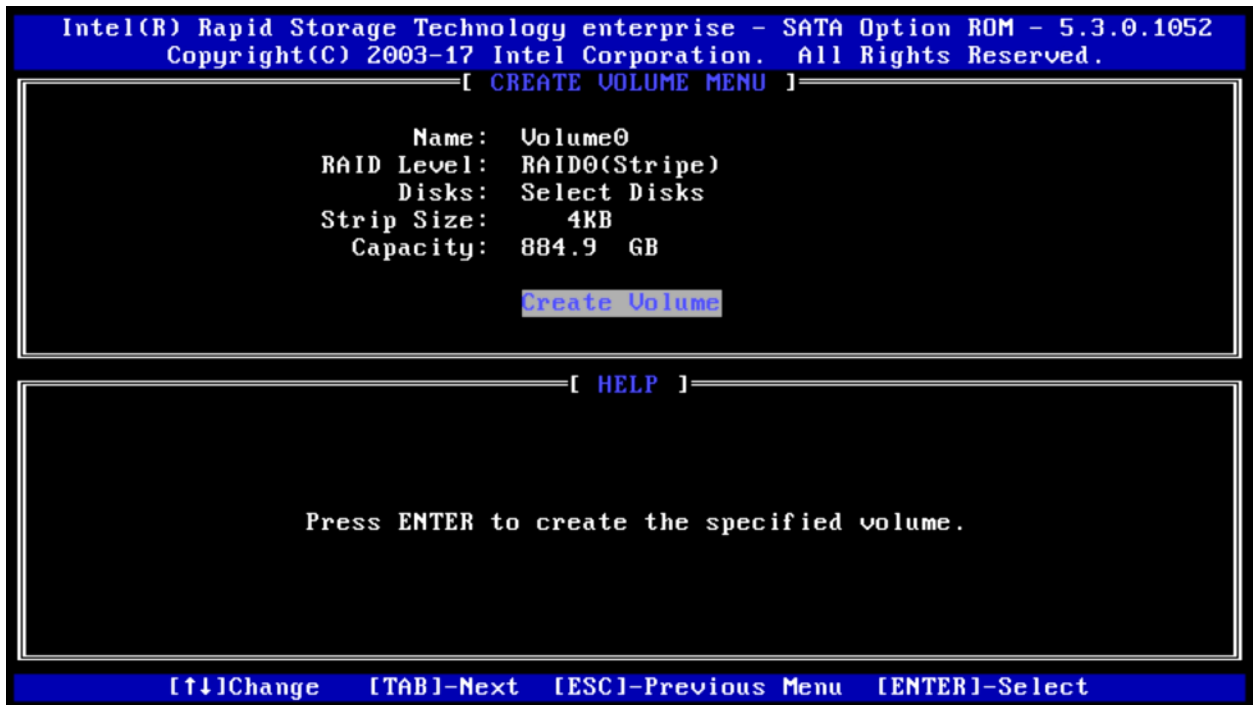 Intel(R) Rapid Storage Technology enterprise - SATA Option ROM - 5.3.0.1052
Copyright(C) 2003-17 Intel Corporation. All Rights Reserved.
[ CREATE VOLUME MENU ]
Name: Volume0
RAID Level: RAID0(Stripe)
Disks: Select Disks
Strip Size: 4KB
Capacity: 884.9 GB
Create Volume
[ HELP ]
Press ENTER to create the specified volume.
[↑↓]Change [TAB]-Next [ESC]-Previous Menu [ENTER]-Select